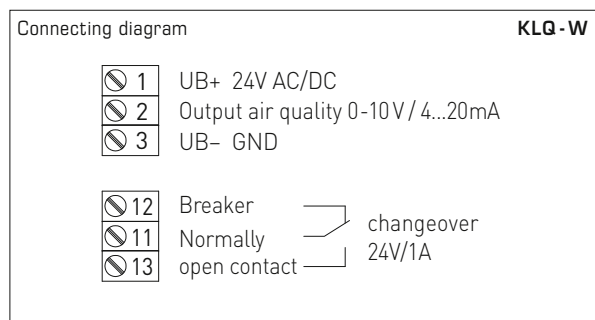 Connecting diagram KLQ-W
1 UB+ 24V AC/DC
2 Output air quality 0-10V / 4...20mA
3 UB– GND
12 Breaker
changeover
11 Normally
24V/1A
13 open contact